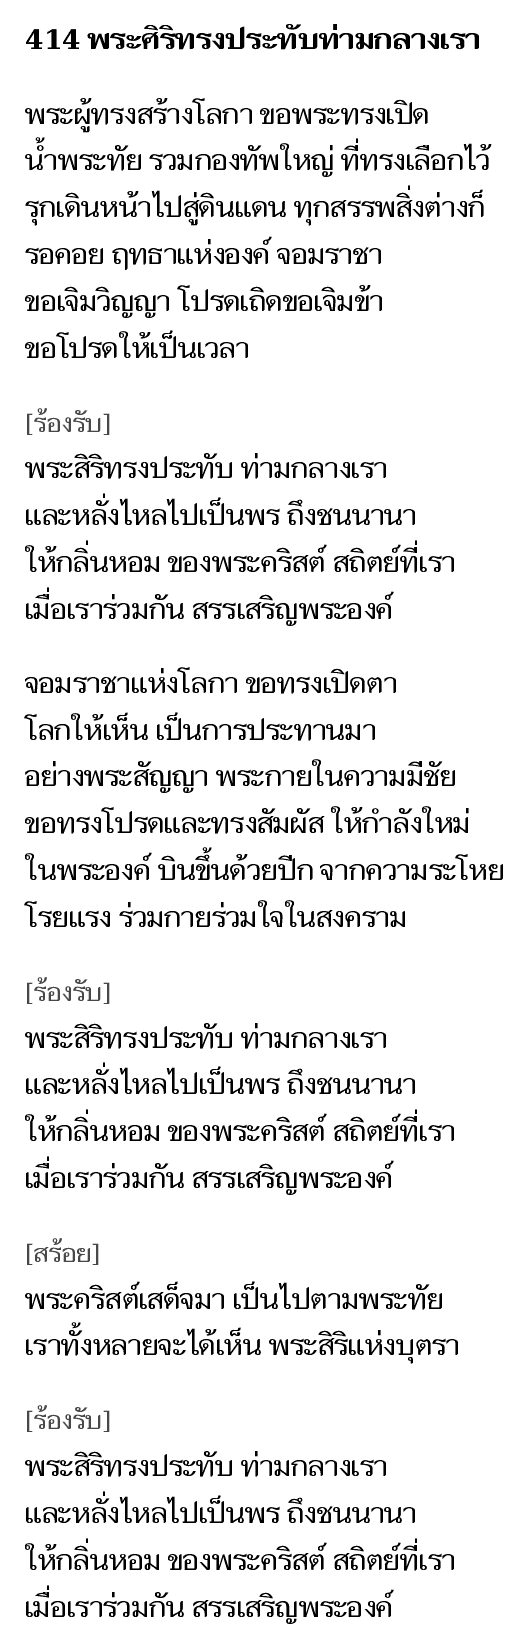 414 พระศิริทรงประทับท่ามกลางเรา
พระผู้ทรงสร้างโลกา ขอพระทรงเปิด
น้ำพระทัย รวมกองทัพใหญ่ ที่ทรงเลือกไว้
รุกเดินหน้าไปสู่ดินแดน ทุกสรรพสิ่งต่างก็
รอคอย ฤทธาแห่งองค์ จอมราชา
ขอเจิมวิญญา โปรดเถิดขอเจิมข้า
ขอโปรดให้เป็นเวลา
[ร้องรับ]
พระสิริทรงประทับ ท่ามกลางเรา
และหลั่งไหลไปเป็นพร ถึงชนนานา
ให้กลิ่นหอม ของพระคริสต์ สถิตย์ที่เรา
เมื่อเราร่วมกัน สรรเสริญพระองค์
จอมราชาแห่งโลกา ขอทรงเปิดตา
โลกให้เห็น เป็นการประทานมา
อย่างพระสัญญา พระกายในความมีชัย
ขอทรงโปรดและทรงสัมผัส ให้กำลังใหม่
ในพระองค์ บินขึ้นด้วยปีก จากความระโหย
โรยแรง ร่วมกายร่วมใจในสงคราม
[ร้องรับ]
พระสิริทรงประทับ ท่ามกลางเรา
และหลั่งไหลไปเป็นพร ถึงชนนานา
ให้กลิ่นหอม ของพระคริสต์ สถิตย์ที่เรา
เมื่อเราร่วมกัน สรรเสริญพระองค์
[สร้อย]
พระคริสต์เสด็จมา เป็นไปตามพระทัย
เราทั้งหลายจะได้เห็น พระสิริแห่งบุตรา
[ร้องรับ]
พระสิริทรงประทับ ท่ามกลางเรา
และหลั่งไหลไปเป็นพร ถึงชนนานา
ให้กลิ่นหอม ของพระคริสต์ สถิตย์ที่เรา
เมื่อเราร่วมกัน สรรเสริญพระองค์